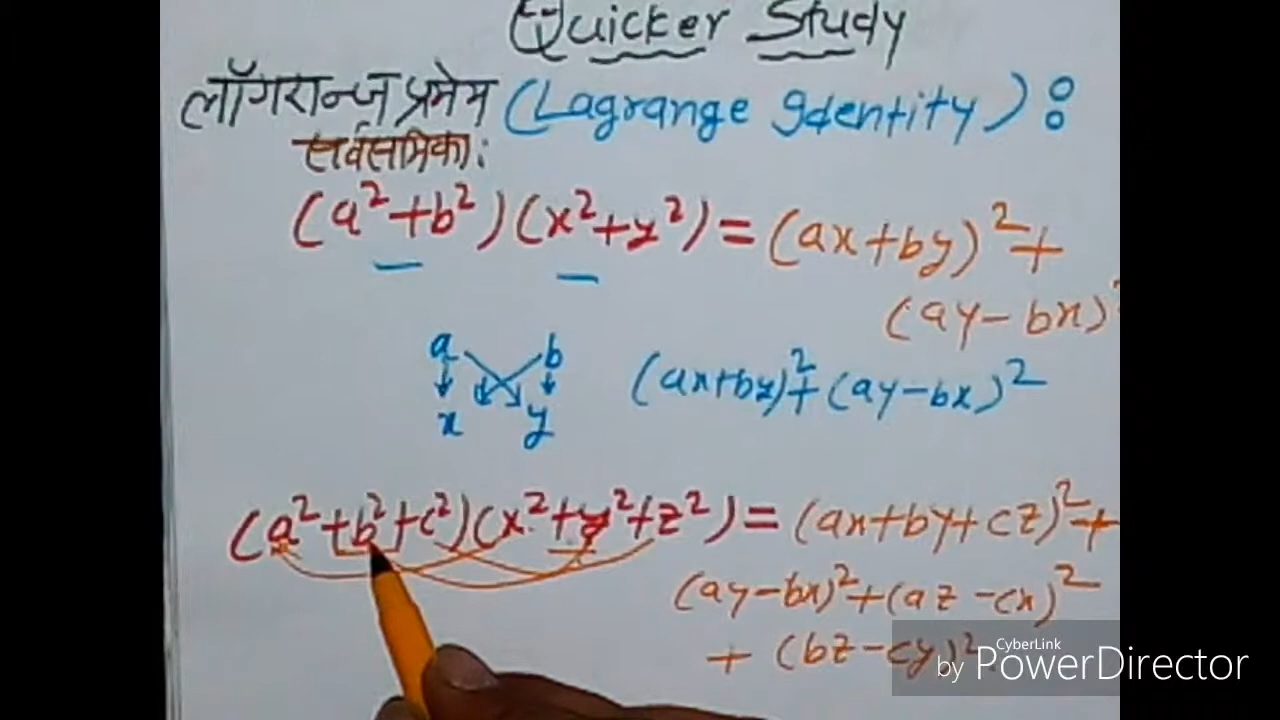 Quicker Study
लॉगरान्ज प्रमेय (Lagrange Identity) :
सर्वसमिका:
(a²+b²)(x²+y²)=(ax+by)²+
(ay-bx)²
a b
x y
(ax+by)²+(ay-bx)²
(a²+b²+c²)(x²+y²+z²)=(ax+by+cz)²+
(ay-bx)²+(az-cx)²
+(bz-cy)²
CyberLink
by PowerDirector